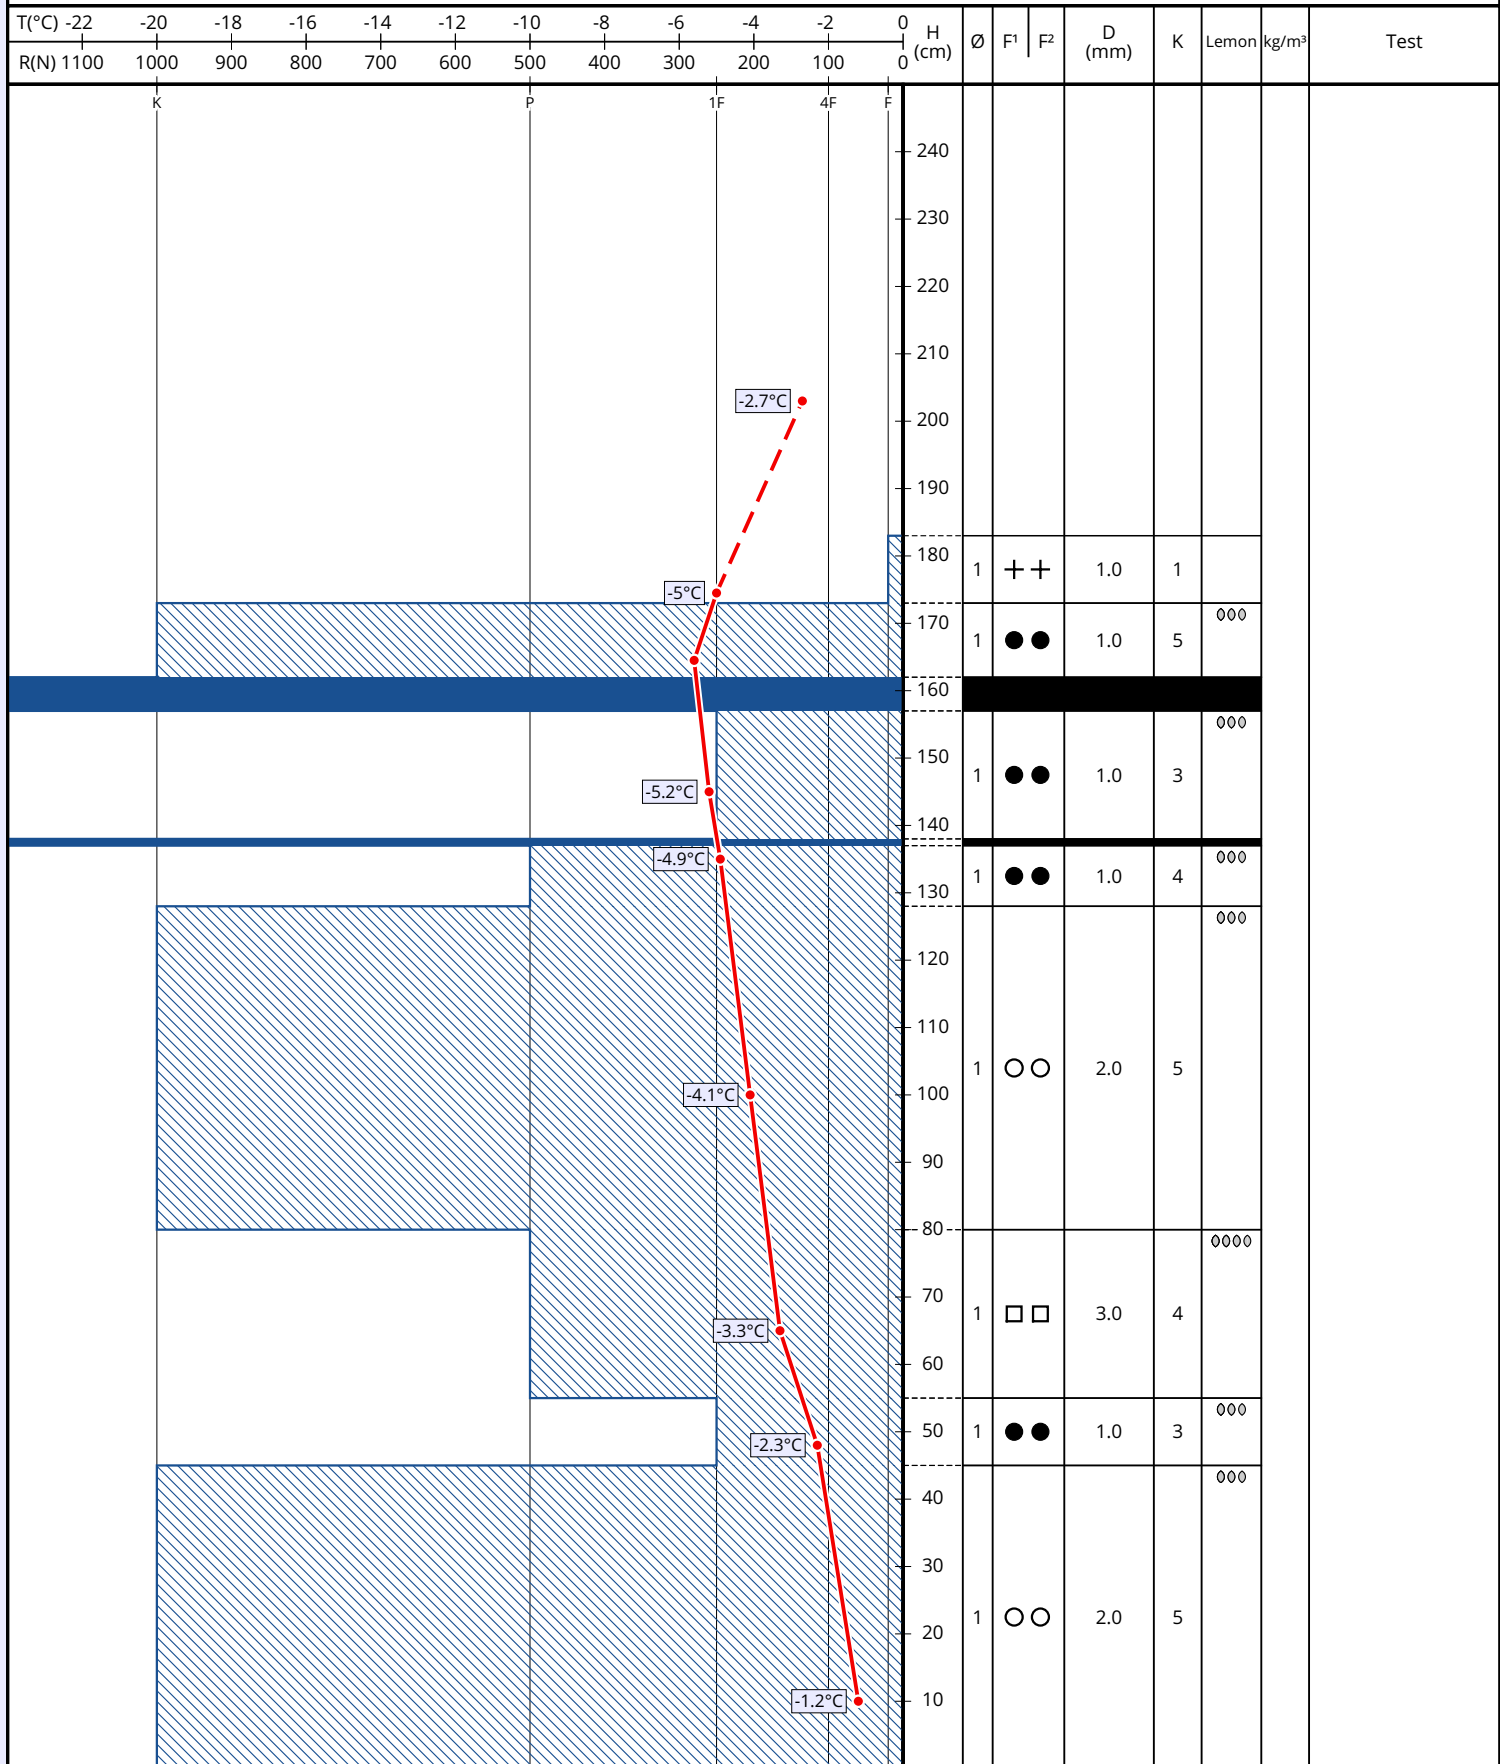 T(°C) -22 -20 -18 -16 -14 -12 -10 -8 -6 -4 -2 0
R(N) 1100 1000 900 800 700 600 500 400 300 200 100 0
H (cm)
Ø
F¹ F²
D (mm)
K
Lemon
kg/m³
Test
K P 1F 4F F
240
230
220
210
-2.7°C
200
190
180
1 1.0 1
-5°C
170
1 1.0 5
160
150
1 1.0 3
-5.2°C
140
-4.9°C
1 1.0 4
130
120
110
1 2.0 5
-4.1°C 100
90
80
70
1 3.0 4
-3.3°C
60
50
1 1.0 3
-2.3°C
40
30
1 2.0 5
20
-1.2°C 10